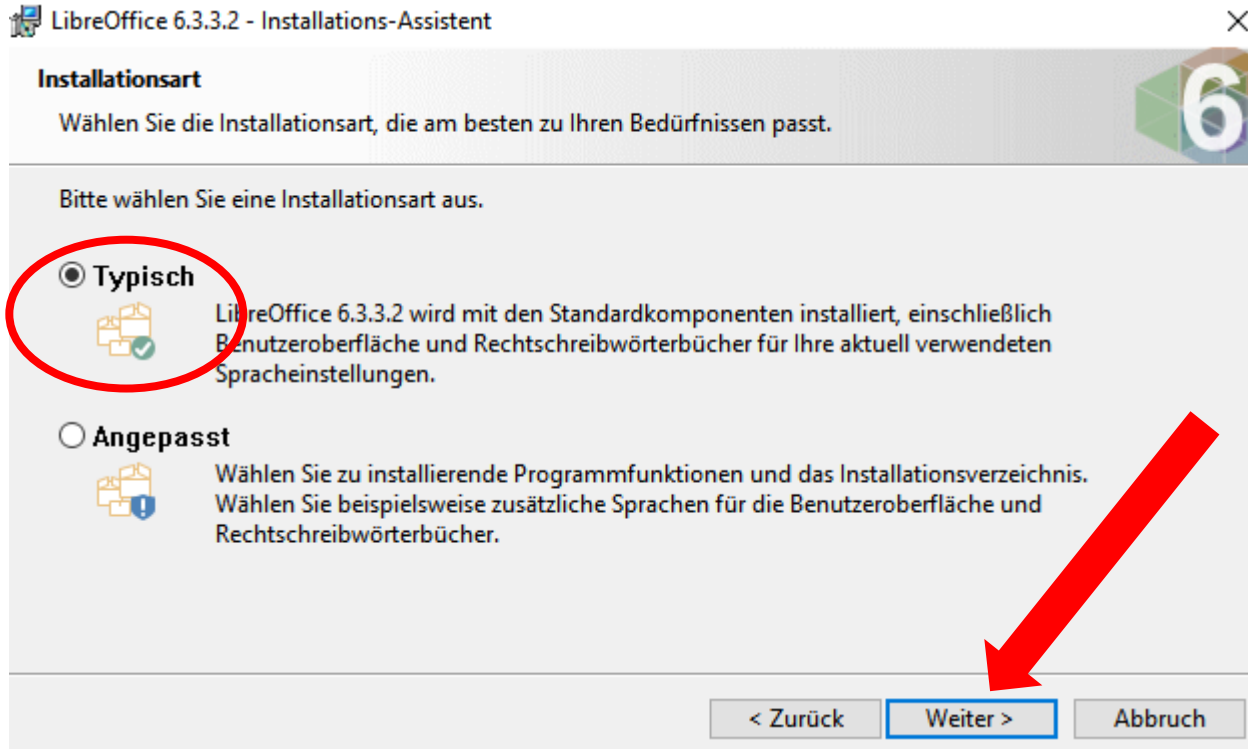 LibreOffice 6.3.3.2 - Installations-Assistent
Installationsart
6
Wählen Sie die Installationsart, die am besten zu Ihren Bedürfnissen passt.
Bitte wählen Sie eine Installationsart aus.
Typisch
LibreOffice 6.3.3.2 wird mit den Standardkomponenten installiert, einschließlich
Benutzeroberfläche und Rechtschreibwörterbücher für Ihre aktuell verwendeten
Spracheinstellungen.
Angepasst
Wählen Sie zu installierende Programmfunktionen und das Installationsverzeichnis.
Wählen Sie beispielsweise zusätzliche Sprachen für die Benutzeroberfläche und
Rechtschreibwörterbücher.
< Zurück Weiter > Abbruch